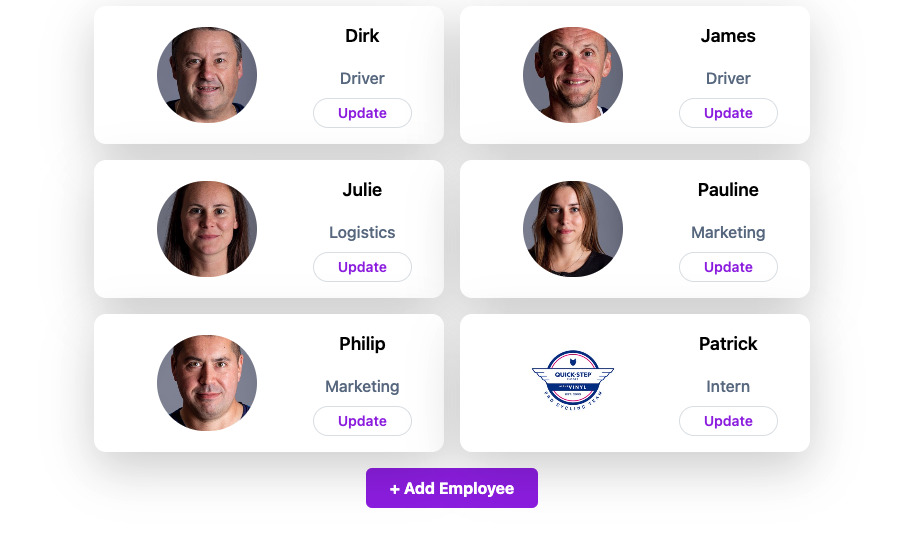 Dirk
Driver
Update
James
Driver
Update
Julie
Logistics
Update
Pauline
Marketing
Update
Philip
Marketing
Update
QUICK-STEP
VINYL
PRO CYCLING TEAM
Patrick
Intern
Update
+ Add Employee